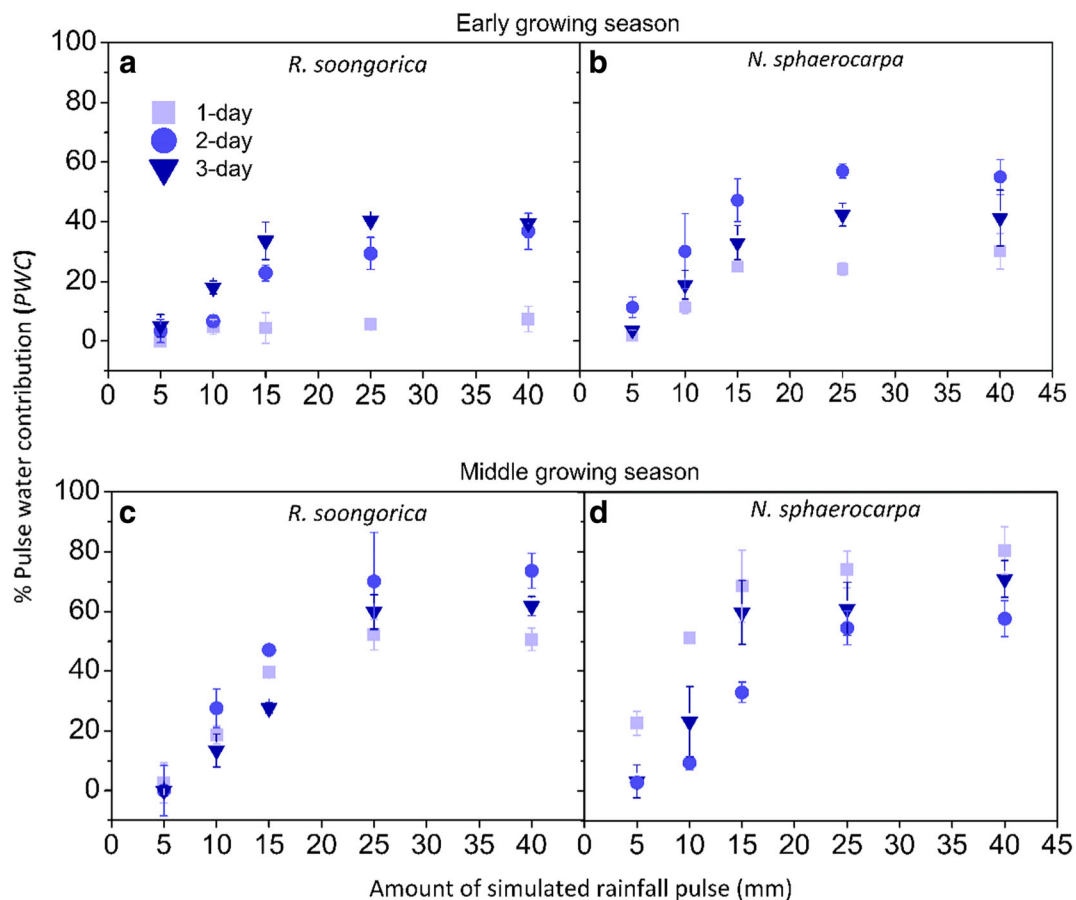 Early growing season
100
80
60
40
20
0
a
R. soongorica
1-day
2-day
3-day
b
N. sphaerocarpa
0 5 10 15 20 25 30 35 40 0 5 10 15 20 25 30 35 40 45
% Pulse water contribution (PWC)
Middle growing season
100
80
60
40
20
0
c
R. soongorica
d
N. sphaerocarpa
0 5 10 15 20 25 30 35 40 0 5 10 15 20 25 30 35 40 45
Amount of simulated rainfall pulse (mm)